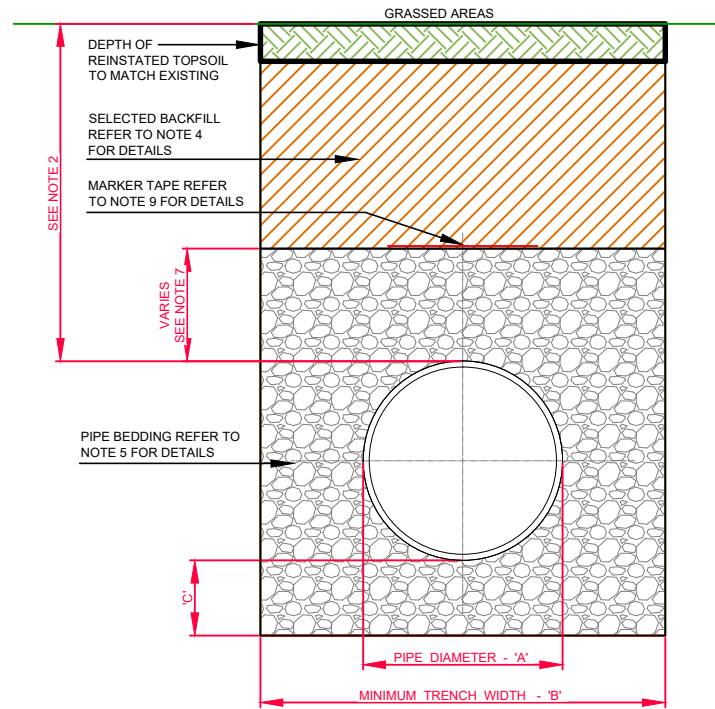 GRASSED AREAS
DEPTH OF
REINSTATED TOPSOIL
TO MATCH EXISTING
SELECTED BACKFILL
REFER TO NOTE 4
FOR DETAILS
SEE NOTE 2
MARKER TAPE REFER
TO NOTE 9 FOR DETAILS
VARIES
SEE NOTE 7
PIPE BEDDING REFER TO
NOTE 5 FOR DETAILS
'C'
PIPE DIAMETER - 'A'
MINIMUM TRENCH WIDTH - 'B'